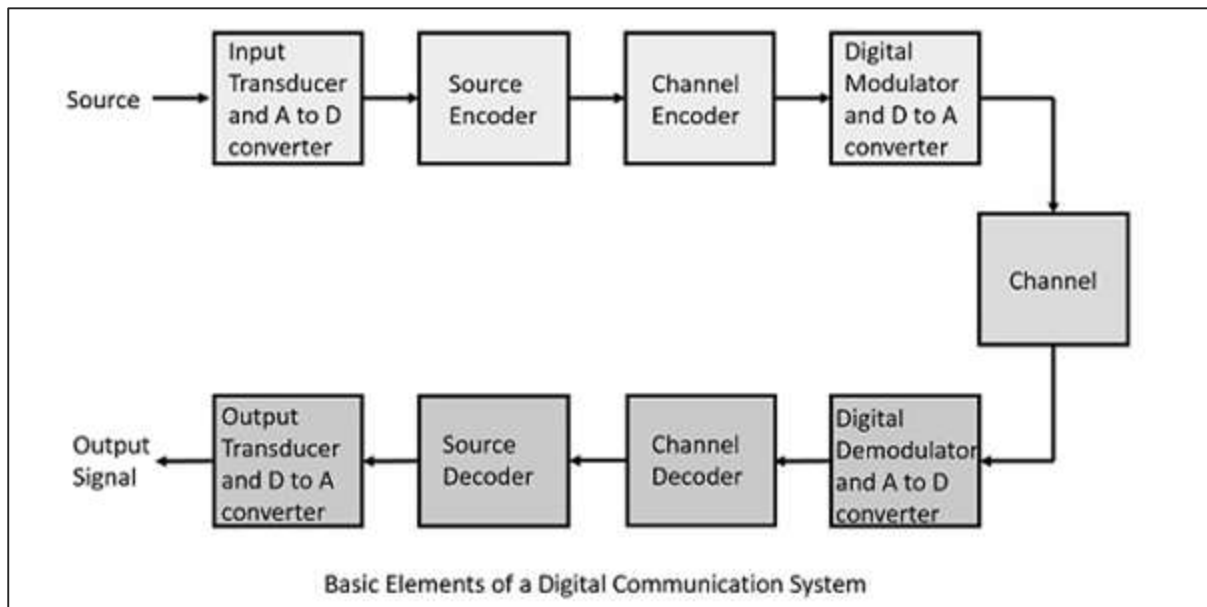 Source
Input
Transducer
and A to D
converter
Source
Encoder
Channel
Encoder
Digital
Modulator
and D to A
converter
Channel
Output
Signal
Output
Transducer
and D to A
converter
Source
Decoder
Channel
Decoder
Digital
Demodulator
and A to D
converter
Basic Elements of a Digital Communication System